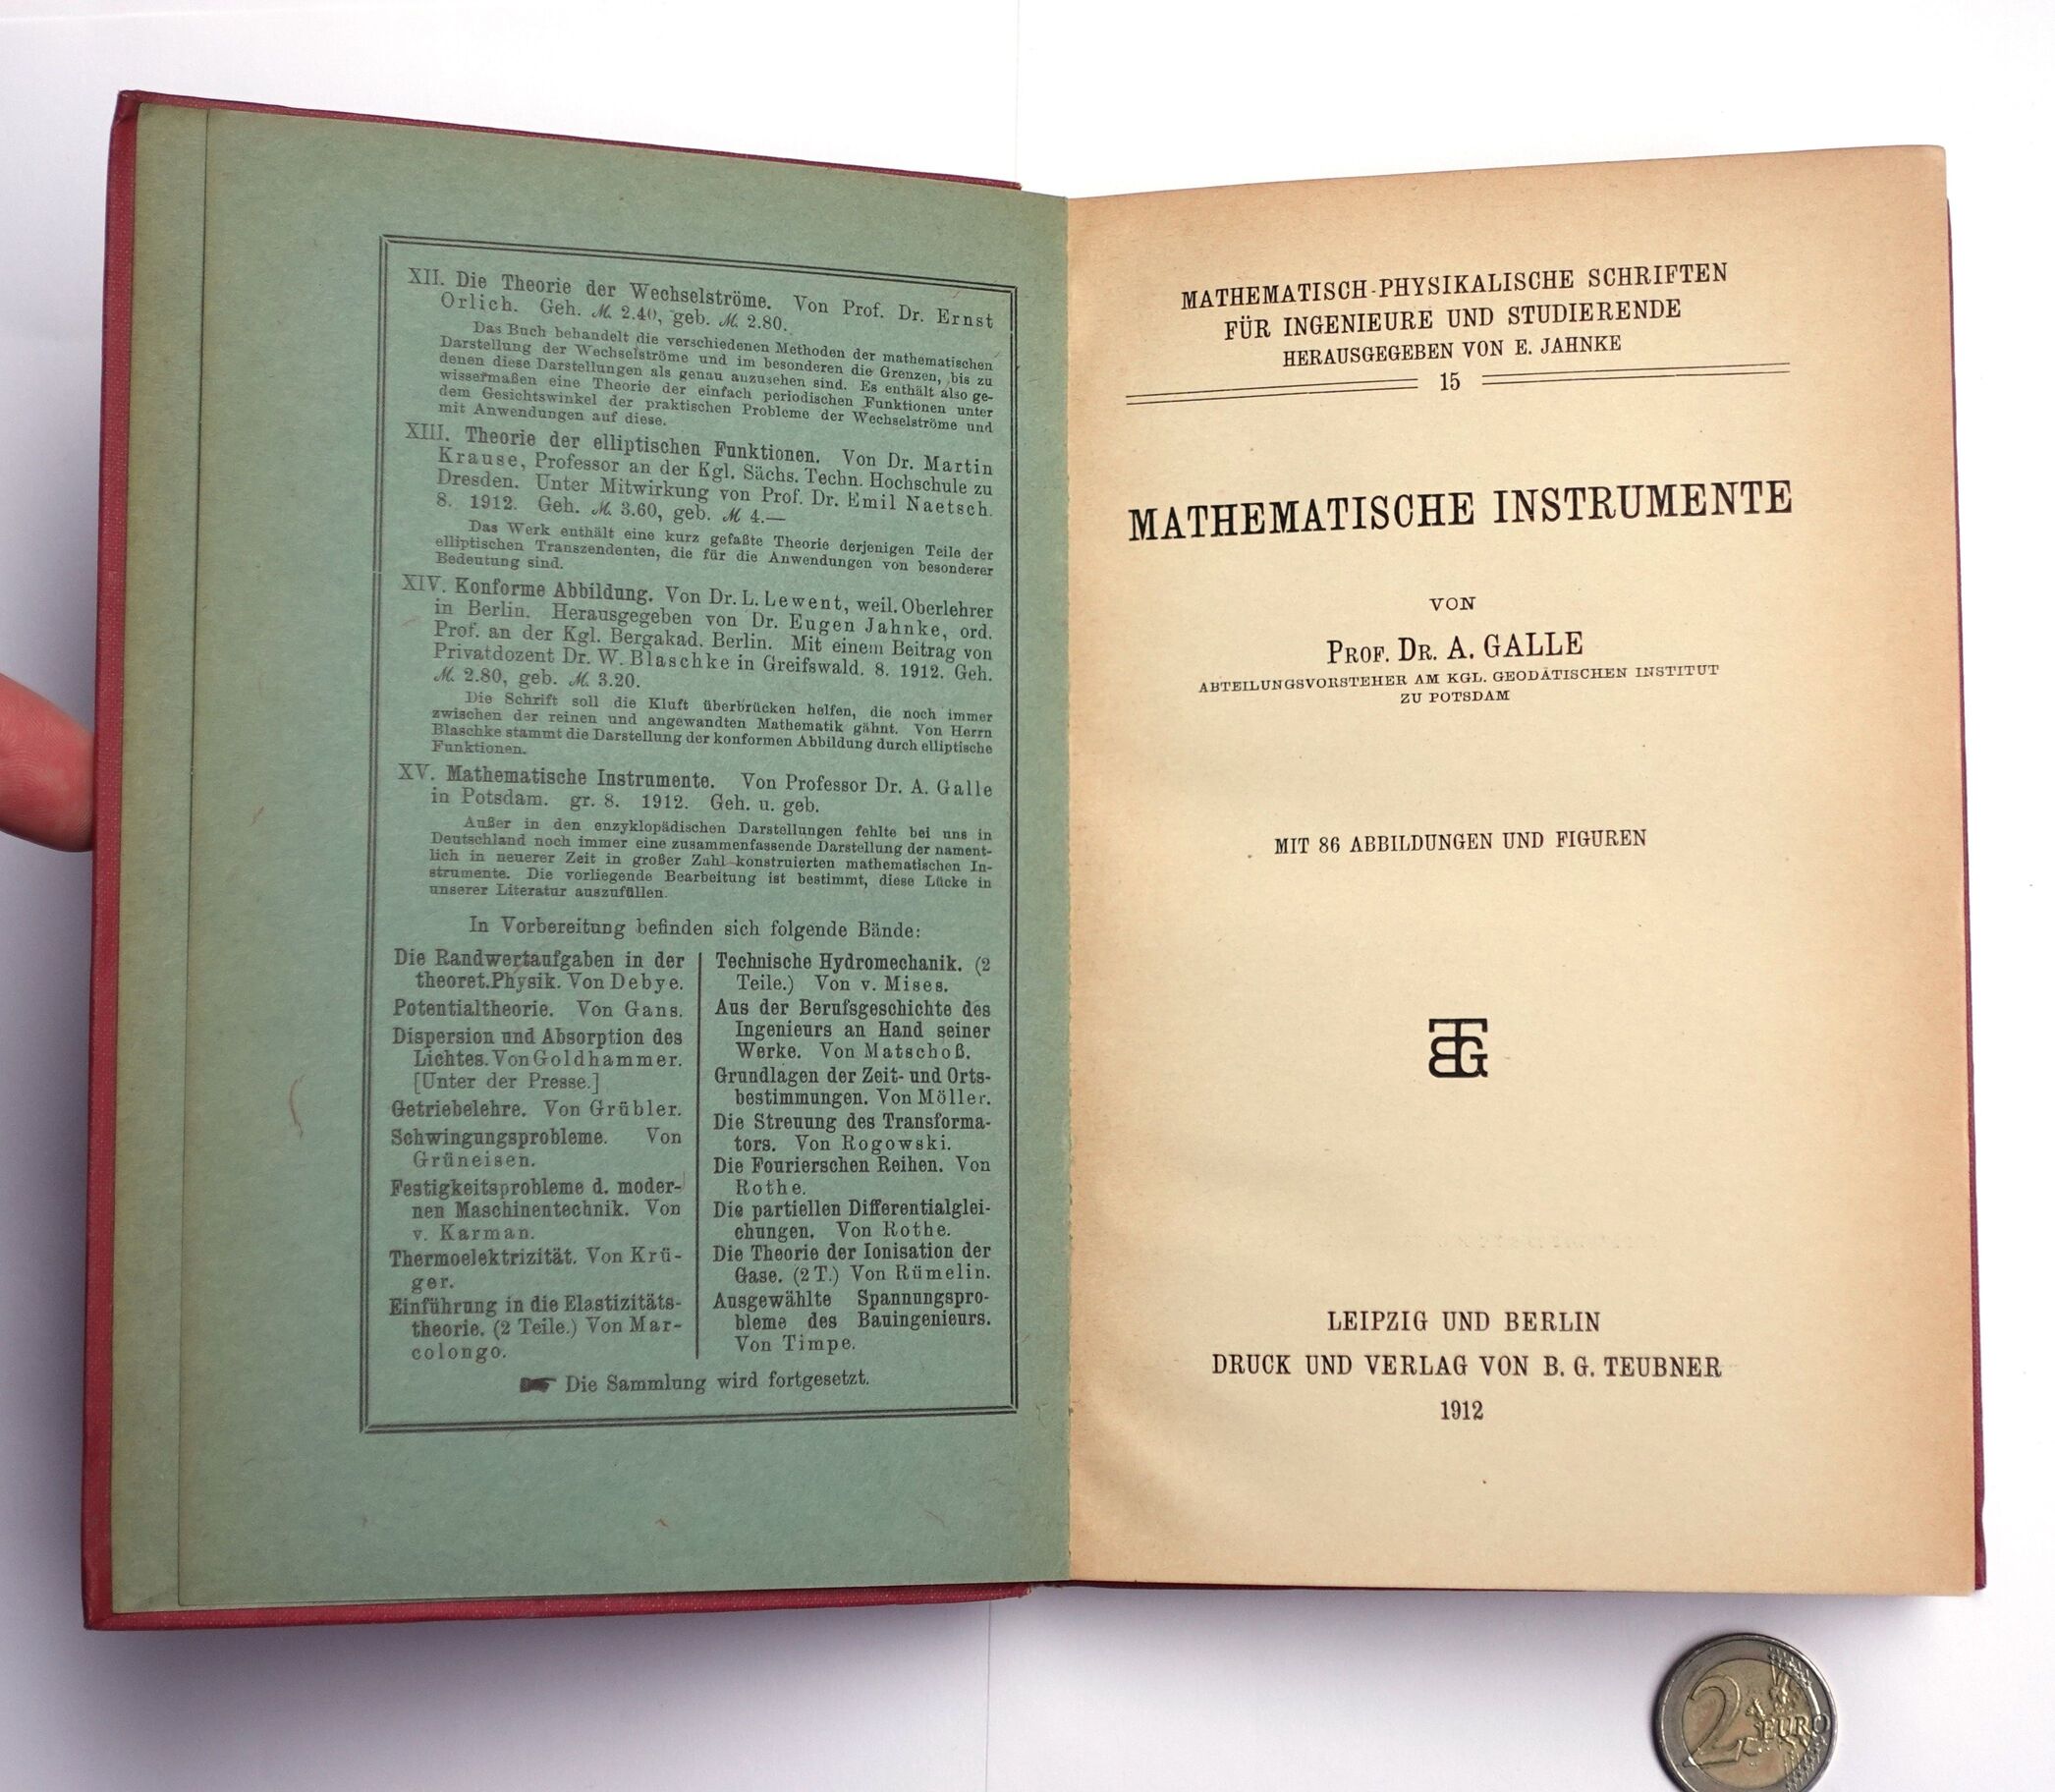 XII. Die Theorie der Wechselströme. Von Prof. Dr. Ernst
Orlich. Geh. M. 2.40, geb. M. 2.80.
Das Buch behandelt die verschiedenen Methoden der mathematischen
Darstellung der Wechselströme und im besonderen die Grenzen, bis zu
denen diese Darstellungen als genau anzusehen sind. Es enthält also ge-
wissermaßen eine Theorie der einfach periodischen Funktionen unter
dem Gesichtswinkel der praktischen Probleme der Wechselströme und
mit Anwendungen auf diese.
XIII. Theorie der elliptischen Funktionen. Von Dr. Martin
Krause, Professor an der Kgl. Sächs. Techn. Hochschule zu
Dresden. Unter Mitwirkung von Prof. Dr. Emil Naetsch.
8. 1912. Geh. M. 3.60, geb. M 4.—
Das Werk enthält eine kurz gefaßte Theorie derjenigen Teile der
elliptischen Transzendenten, die für die Anwendungen von besonderer
Bedeutung sind.
XIV. Konforme Abbildung. Von Dr. L. Lewent, weil. Oberlehrer
in Berlin. Herausgegeben von Dr. Eugen Jahnke, ord.
Prof. an der Kgl. Bergakad. Berlin. Mit einem Beitrag von
Privatdozent Dr. W. Blaschke in Greifswald. 8. 1912. Geh.
M. 2.80, geb. M. 3.20.
Die Schrift soll die Kluft überbrücken helfen, die noch immer
zwischen der reinen und angewandten Mathematik gähnt. Von Herrn
Blaschke stammt die Darstellung der konformen Abbildung durch elliptische
Funktionen.
XV. Mathematische Instrumente. Von Professor Dr. A. Galle
in Potsdam. gr. 8. 1912. Geh. u. geb.
Außer in den enzyklopädischen Darstellungen fehlte bei uns in
Deutschland noch immer eine zusammenfassende Darstellung der nament-
lich in neuerer Zeit in großer Zahl konstruierten mathematischen In-
strumente. Die vorliegende Bearbeitung ist bestimmt, diese Lücke in
unserer Literatur auszufüllen.
In Vorbereitung befinden sich folgende Bände:
Die Randwertaufgaben in der
theoret. Physik. Von Debye.
Potentialtheorie. Von Gans.
Dispersion und Absorption des
Lichtes. Von Goldhammer.
[Unter der Presse.]
Getriebelehre. Von Grübler.
Schwingungsprobleme. Von
Grüneisen.
Festigkeitsprobleme d. moder-
nen Maschinentechnik. Von
v. Karman.
Thermoelektrizität. Von Krü-
ger.
Einführung in die Elastizitäts-
theorie. (2 Teile.) Von Mar-
colongo.
Technische Hydromechanik. (2
Teile.) Von v. Mises.
Aus der Berufsgeschichte des
Ingenieurs an Hand seiner
Werke. Von Matschoß.
Grundlagen der Zeit- und Orts-
bestimmungen. Von Möller.
Die Streuung des Transforma-
tors. Von Rogowski.
Die Fourierschen Reihen. Von
Rothe.
Die partiellen Differentialglei-
chungen. Von Rothe.
Die Theorie der Ionisation der
Gase. (2 T.) Von Rümelin.
Ausgewählte Spannungspro-
bleme des Bauingenieurs.
Von Timpe.
☛ Die Sammlung wird fortgesetzt.
MATHEMATISCH-PHYSIKALISCHE SCHRIFTEN
FÜR INGENIEURE UND STUDIERENDE
HERAUSGEGEBEN VON E. JAHNKE
15
MATHEMATISCHE INSTRUMENTE
VON
PROF. DR. A. GALLE
ABTEILUNGSVORSTEHER AM KGL. GEODÄTISCHEN INSTITUT
ZU POTSDAM
MIT 86 ABBILDUNGEN UND FIGUREN
BTG
LEIPZIG UND BERLIN
DRUCK UND VERLAG VON B. G. TEUBNER
1912
2 EURO